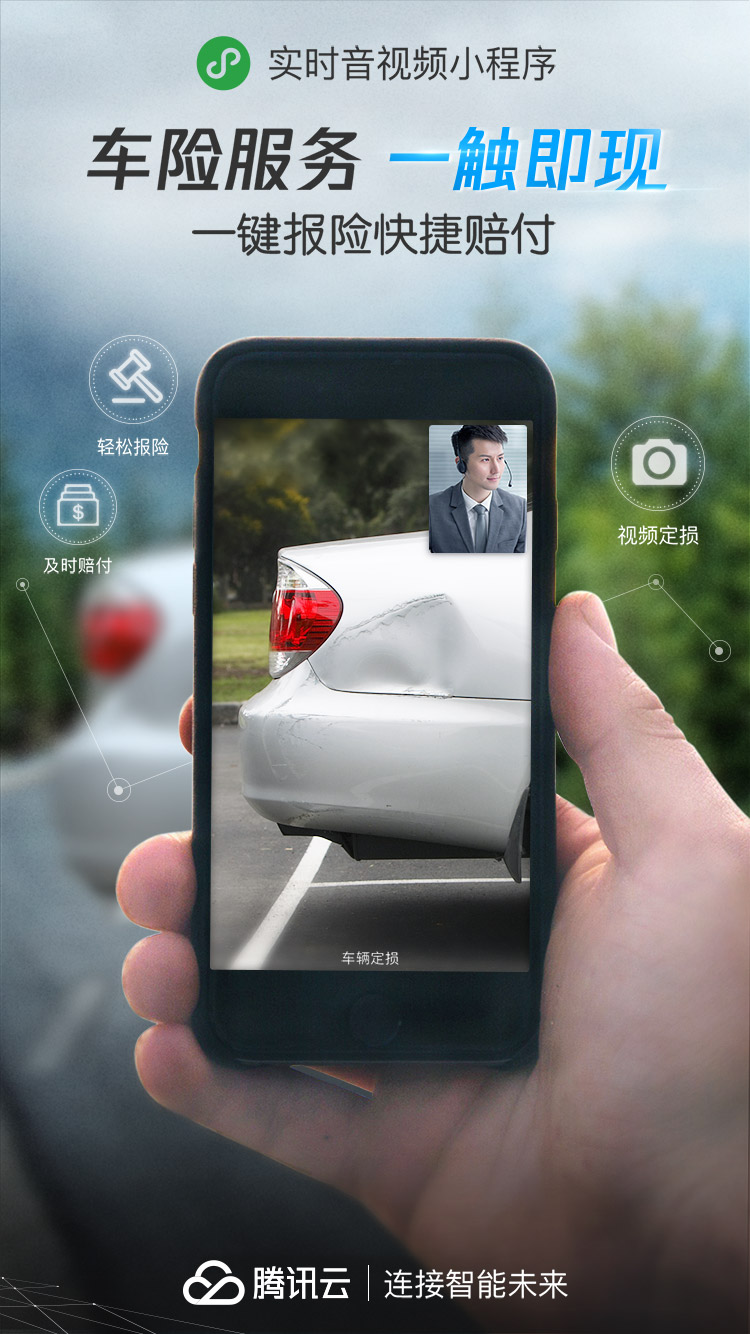 实时音视频小程序
车险服务 一触即现
一键报险快捷赔付
轻松报险
及时赔付
视频定损
车辆定损
腾讯云 连接智能未来